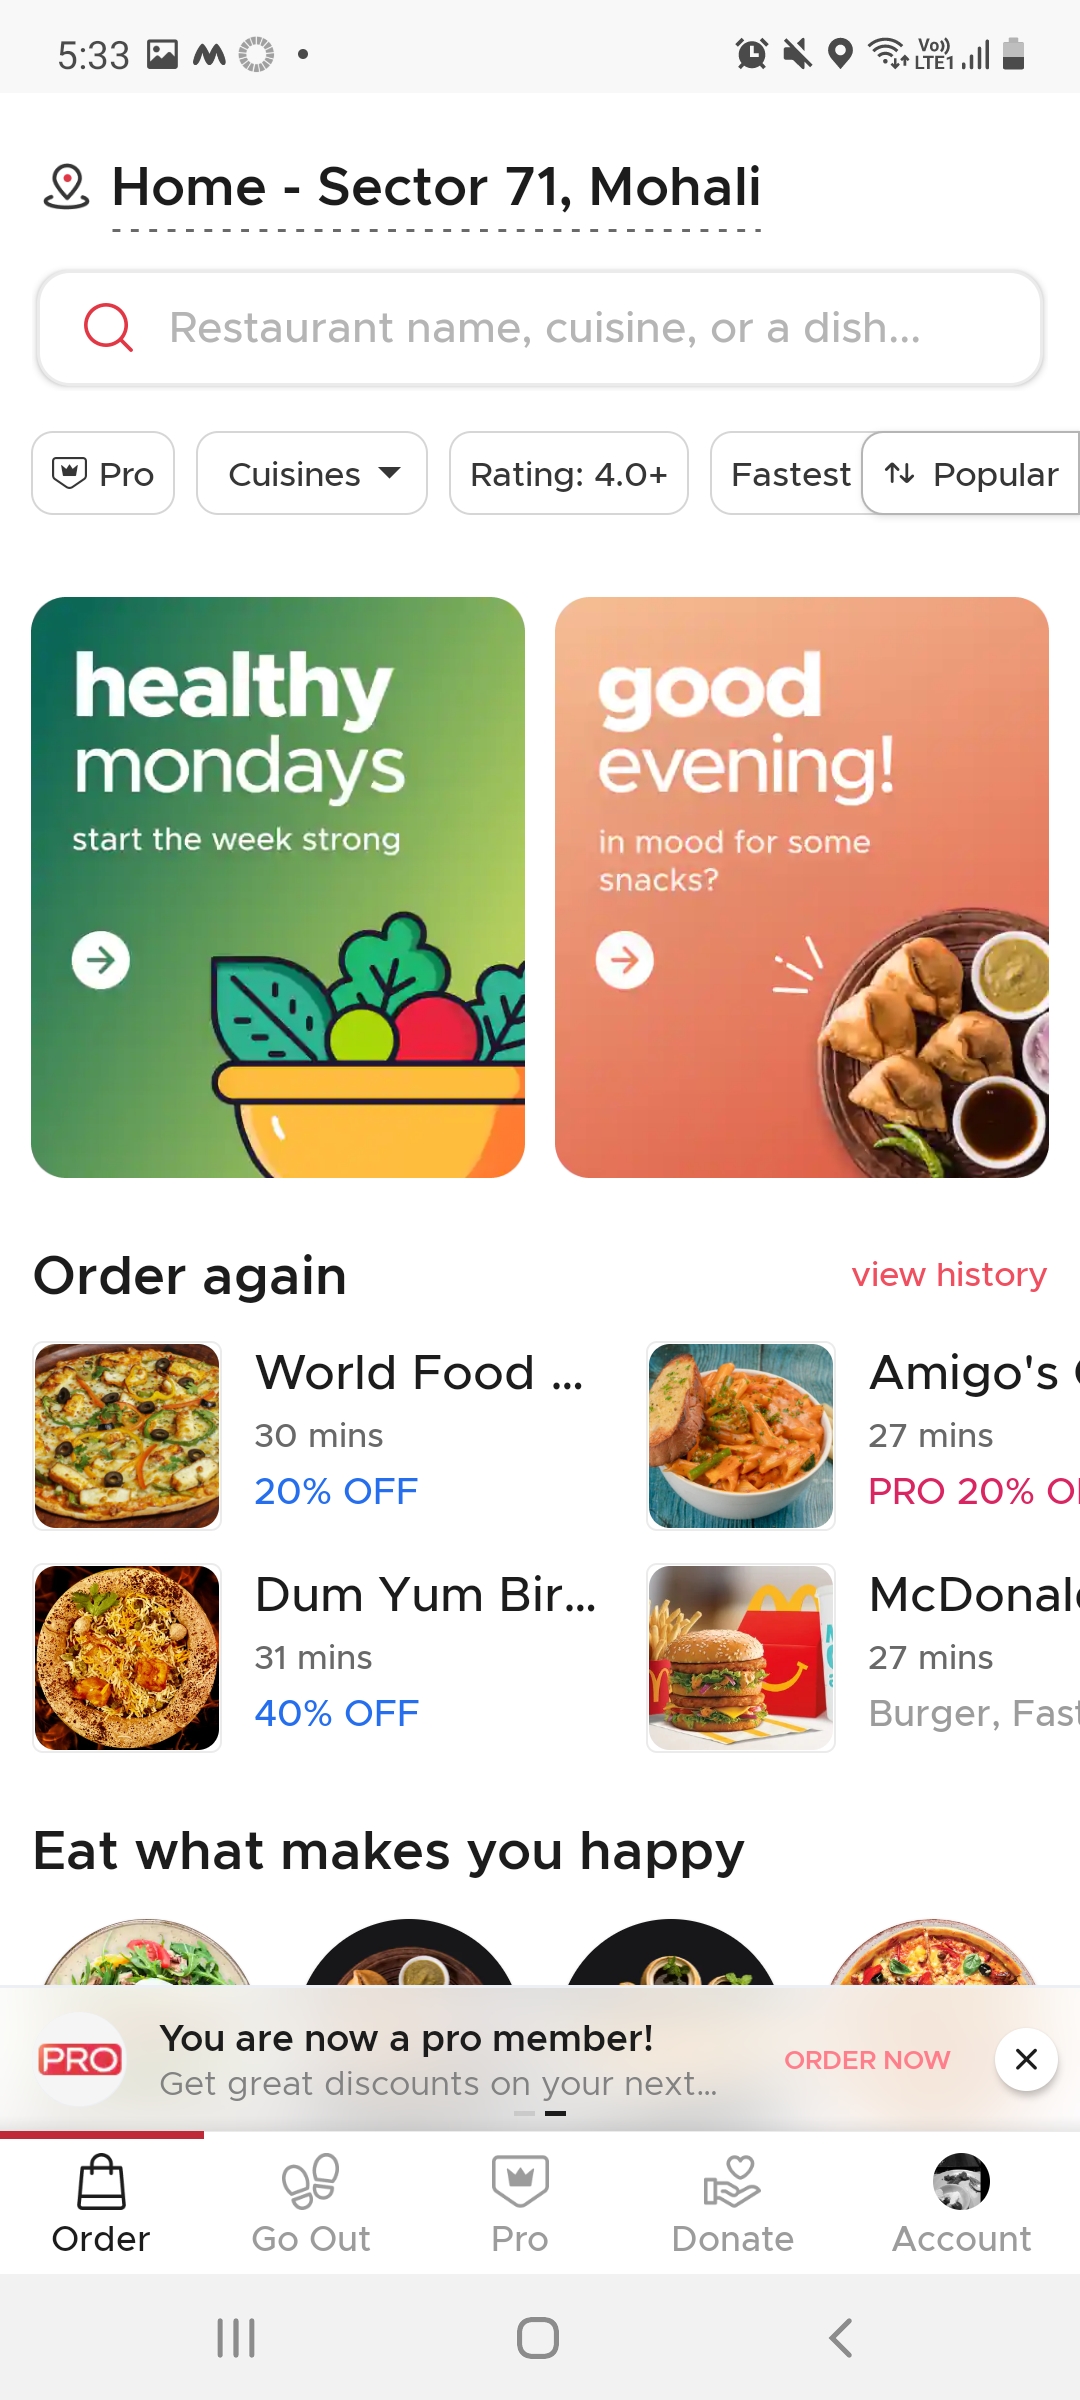 5:33
Vo))
LTE1
Home - Sector 71, Mohali
Restaurant name, cuisine, or a dish...
Pro
Cuisines
Rating: 4.0+
Fastest
Popular
healthy
mondays
start the week strong
good
evening!
in mood for some
snacks?
Order again
view history
World Food ...
30 mins
20% OFF
Amigo's
27 mins
PRO 20% O
Dum Yum Bir...
31 mins
40% OFF
McDonal
27 mins
Burger, Fast
Eat what makes you happy
PRO
You are now a pro member!
Get great discounts on your next...
ORDER NOW
Order
Go Out
Pro
Donate
Account